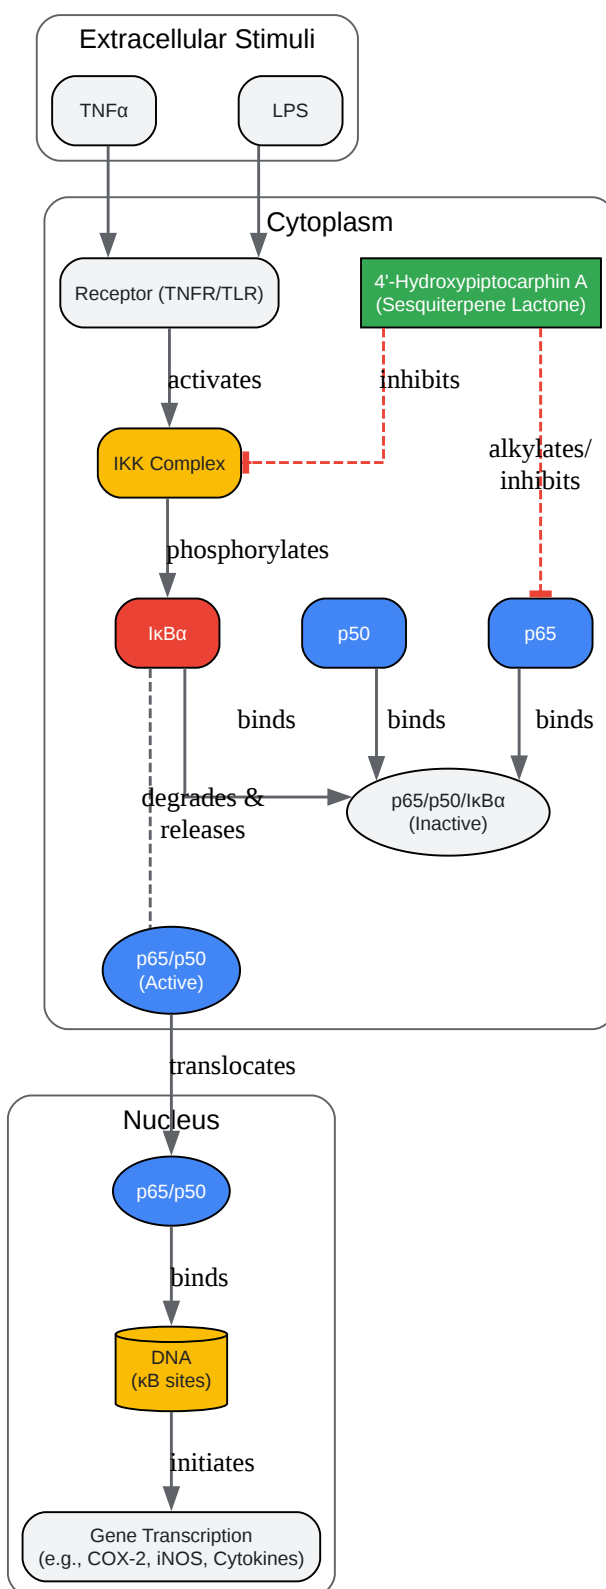 Extracellular Stimuli
TNFα
LPS
Cytoplasm
Receptor (TNFR/TLR)
4'-Hydroxypiptocarphin A
(Sesquiterpene Lactone)
activates
inhibits
IKK Complex
alkylates/
inhibits
phosphorylates
IκBα
p50
p65
binds
binds
binds
degrades &
releases
p65/p50/IκBα
(Inactive)
p65/p50
(Active)
translocates
Nucleus
p65/p50
binds
DNA
(κB sites)
initiates
Gene Transcription
(e.g., COX-2, iNOS, Cytokines)